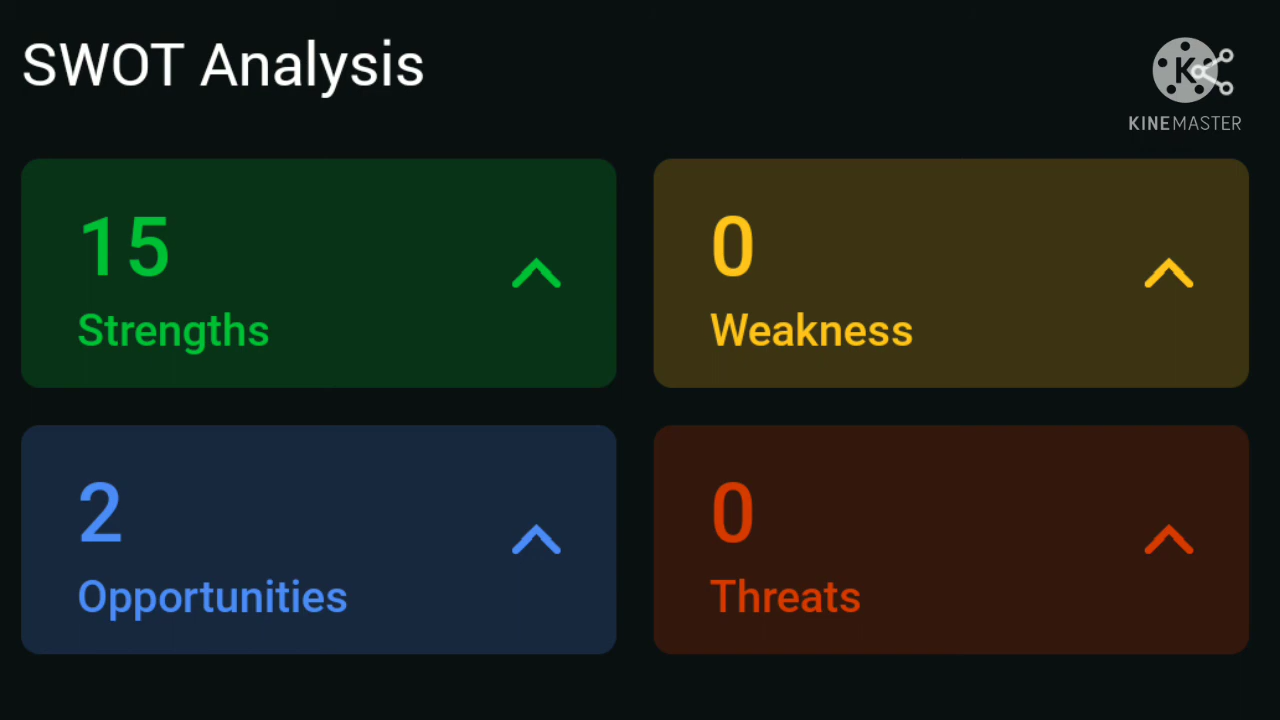 SWOT Analysis
K
KINEMASTER
15
Strengths
0
Weakness
2
Opportunities
0
Threats